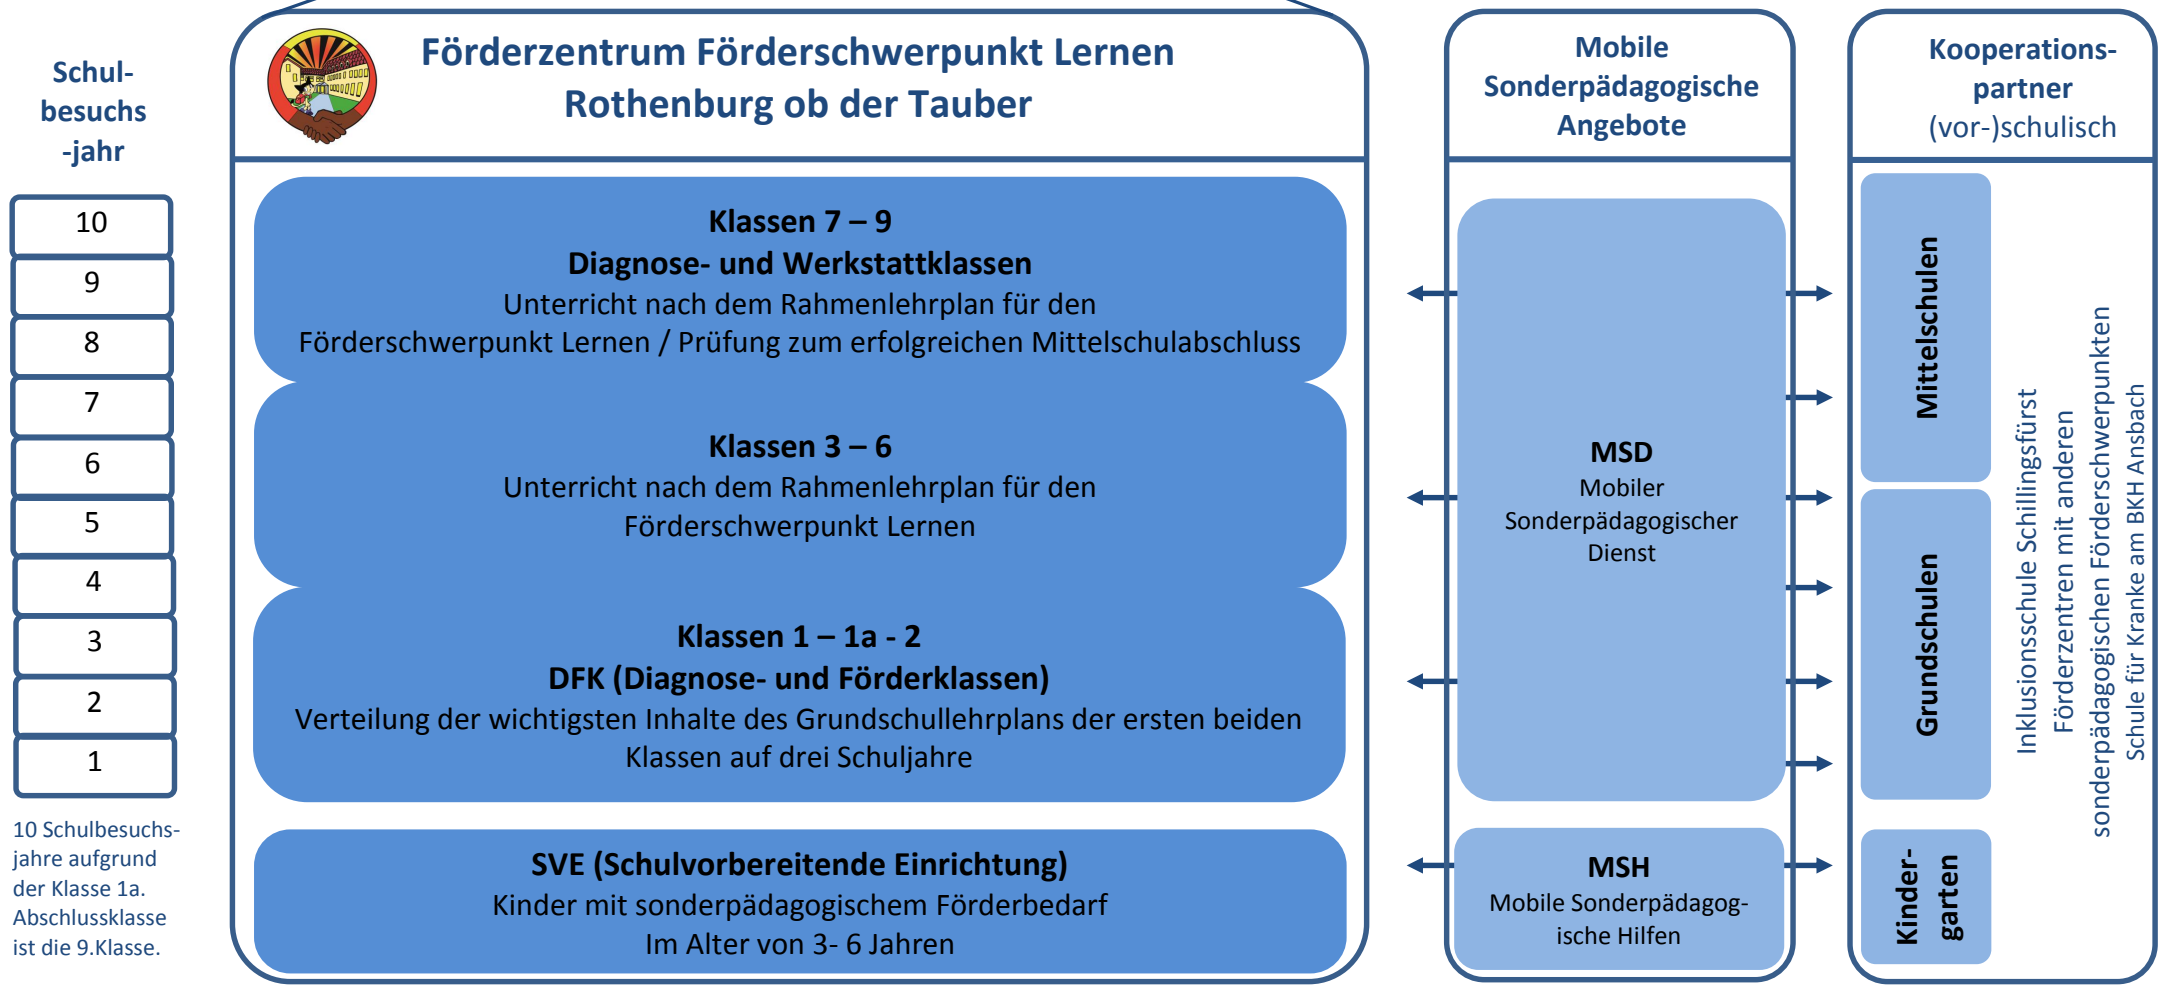 Schul-
besuchs
-jahr
10
9
8
7
6
5
4
3
2
1
10 Schulbesuchs-
jahre aufgrund
der Klasse 1a.
Abschlussklasse
ist die 9.Klasse.
Förderzentrum Förderschwerpunkt Lernen
Rothenburg ob der Tauber
Klassen 7 – 9
Diagnose- und Werkstattklassen
Unterricht nach dem Rahmenlehrplan für den
Förderschwerpunkt Lernen / Prüfung zum erfolgreichen Mittelschulabschluss
Klassen 3 – 6
Unterricht nach dem Rahmenlehrplan für den
Förderschwerpunkt Lernen
Klassen 1 – 1a - 2
DFK (Diagnose- und Förderklassen)
Verteilung der wichtigsten Inhalte des Grundschullehrplans der ersten beiden
Klassen auf drei Schuljahre
SVE (Schulvorbereitende Einrichtung)
Kinder mit sonderpädagogischem Förderbedarf
Im Alter von 3- 6 Jahren
Mobile
Sonderpädagogische
Angebote
MSD
Mobiler
Sonderpädagogischer
Dienst
MSH
Mobile Sonderpädagog-
ische Hilfen
Kooperations-
partner
(vor-)schulisch
Mittelschulen
Grundschulen
Kinder-
garten
Inklusionsschule Schillingsfürst
Förderzentren mit anderen
sonderpädagogischen Förderschwerpunkten
Schule für Kranke am BKH Ansbach